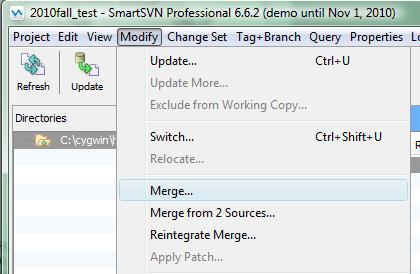 2010fall_test - SmartSVN Professional 6.6.2 (demo until Nov 1, 2010)
Project Edit View Modify Change Set Tag+Branch Query Properties
Refresh Update
Update... Ctrl+U
Update More...
Exclude from Working Copy...
Directories
C:\cygwin\
Switch... Ctrl+Shift+U
Relocate...
Merge...
Merge from 2 Sources...
Reintegrate Merge...
Apply Patch...